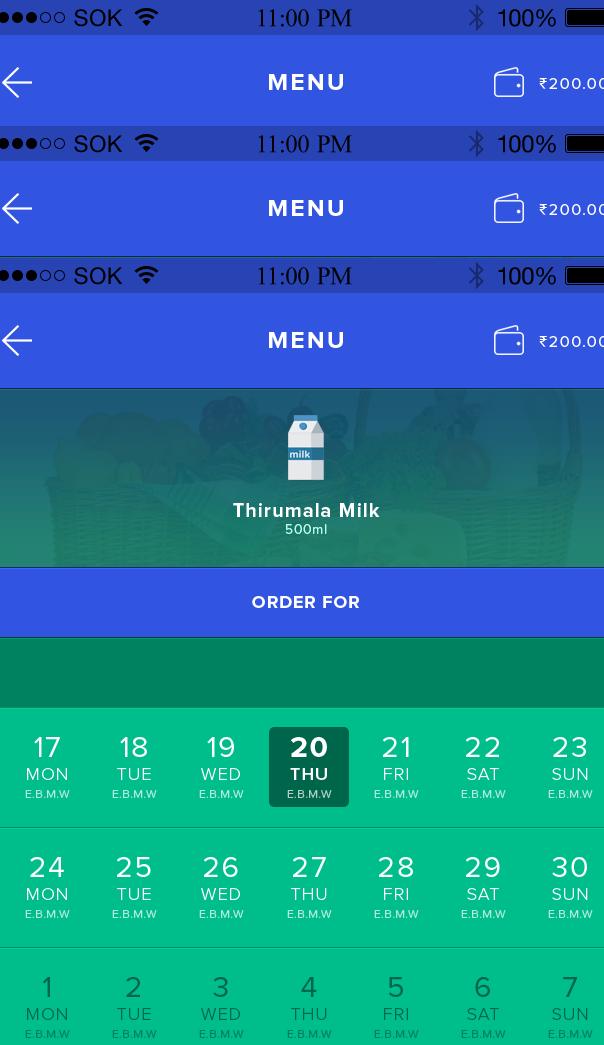 SOK 11:00 PM 100%
MENU ₹200.00
SOK 11:00 PM 100%
MENU ₹200.00
SOK 11:00 PM 100%
MENU ₹200.00
milk
Thirumala Milk
500ml
ORDER FOR
17 18 19 20 21 22 23
MON TUE WED THU FRI SAT SUN
E.B.M.W E.B.M.W E.B.M.W E.B.M.W E.B.M.W E.B.M.W E.B.M.W
24 25 26 27 28 29 30
MON TUE WED THU FRI SAT SUN
E.B.M.W E.B.M.W E.B.M.W E.B.M.W E.B.M.W E.B.M.W E.B.M.W
1 2 3 4 5 6 7
MON TUE WED THU FRI SAT SUN
E.B.M.W E.B.M.W E.B.M.W E.B.M.W E.B.M.W E.B.M.W E.B.M.W